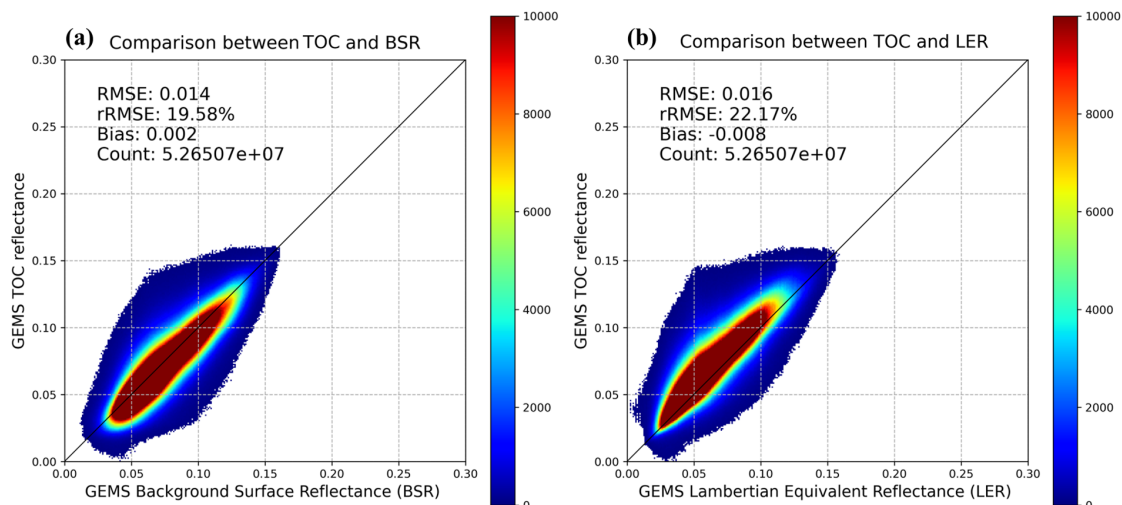 (a) Comparison between TOC and BSR
RMSE: 0.014
rRMSE: 19.58%
Bias: 0.002
Count: 5.26507e+07
GEMS TOC reflectance
0.30
0.25
0.20
0.15
0.10
0.05
0.00
0.00 0.05 0.10 0.15 0.20 0.25 0.30
GEMS Background Surface Reflectance (BSR)
10000
8000
6000
4000
2000
0
(b) Comparison between TOC and LER
RMSE: 0.016
rRMSE: 22.17%
Bias: -0.008
Count: 5.26507e+07
GEMS TOC reflectance
0.30
0.25
0.20
0.15
0.10
0.05
0.00
0.00 0.05 0.10 0.15 0.20 0.25 0.30
GEMS Lambertian Equivalent Reflectance (LER)
10000
8000
6000
4000
2000
0